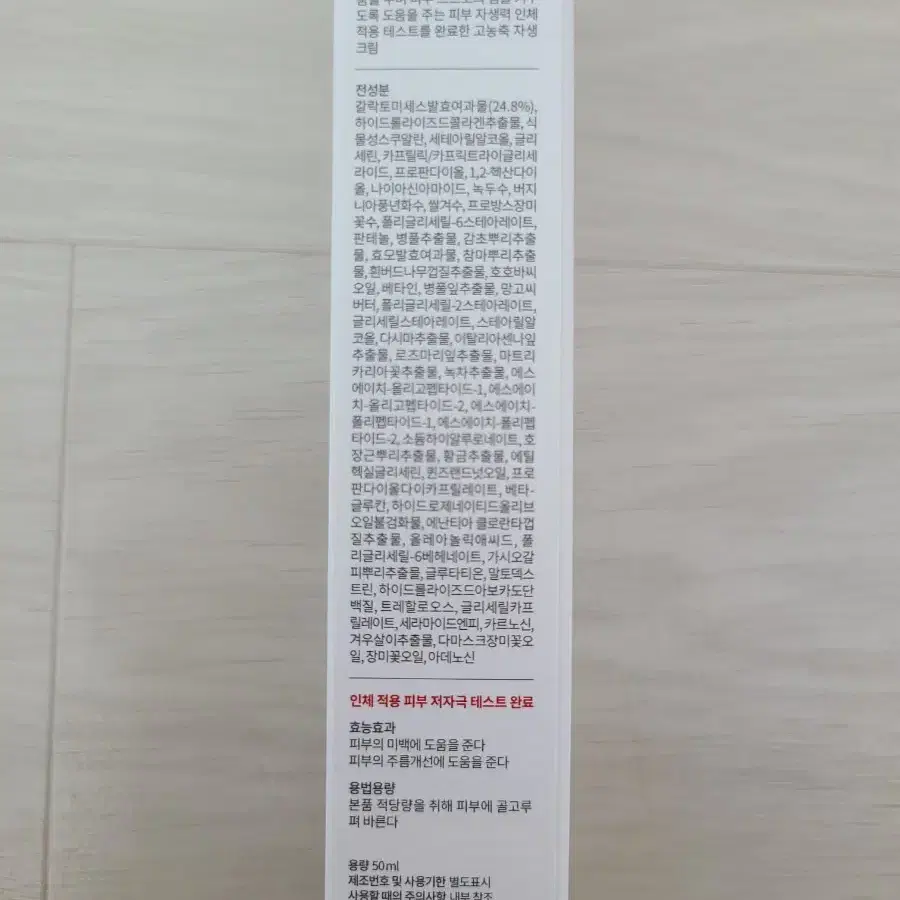 도록 도움을 주는 피부 자생력 인체
적용 테스트를 완료한 고농축 자생
크림
전성분
갈락토미세스발효여과물(24.8%),
하이드롤라이즈드콜라겐추출물, 식
물성스쿠알란, 세테아릴알코올, 글리
세린, 카프릴릭/카프릭트라이글리세
라이드, 프로판다이올, 1,2-헥산다이
올, 나이아신아마이드, 녹두수, 버지
니아풍년화수, 쌀겨수, 프로방스장미
꽃수, 폴리글리세릴-6스테아레이트,
판테놀, 병풀추출물, 감초뿌리추출
물, 효모발효여과물, 참마뿌리추출
물, 흰버드나무껍질추출물, 호호바씨
오일, 베타인, 병풀잎추출물, 망고씨
버터, 폴리글리세릴-2스테아레이트,
글리세릴스테아레이트, 스테아릴알
코올, 다시마추출물, 이탈리아센나잎
추출물, 로즈마리잎추출물, 마트리
카리아꽃추출물, 녹차추출물, 에스
에이치-올리고펩타이드-1, 에스에이
치-올리고펩타이드-2, 에스에이치-
폴리펩타이드-1, 에스에이치-폴리펩
타이드-2, 소듐하이알루로네이트, 호
장근뿌리추출물, 황금추출물, 에틸
헥실글리세린, 퀸즈랜드넛오일, 프로
판다이올다이카프릴레이트, 베타-
글루칸, 하이드로제네이티드올리브
오일불검화물, 에난티아 클로란타껍
질추출물, 올레아놀릭애씨드, 폴
리글리세릴-6베헤네이트, 가시오갈
피뿌리추출물, 글루타티온, 말토덱스
트린, 하이드롤라이즈드아보카도단
백질, 트레할로오스, 글리세릴카프
릴레이트, 세라마이드엔피, 카르노신,
겨우살이추출물, 다마스크장미꽃오
일, 장미꽃오일, 아데노신
인체 적용 피부 저자극 테스트 완료
효능효과
피부의 미백에 도움을 준다
피부의 주름개선에 도움을 준다
용법용량
본품 적당량을 취해 피부에 골고루
펴 바른다
용량 50ml
제조번호 및 사용기한 별도표시
사용할 때의 주의사항 내부 참조